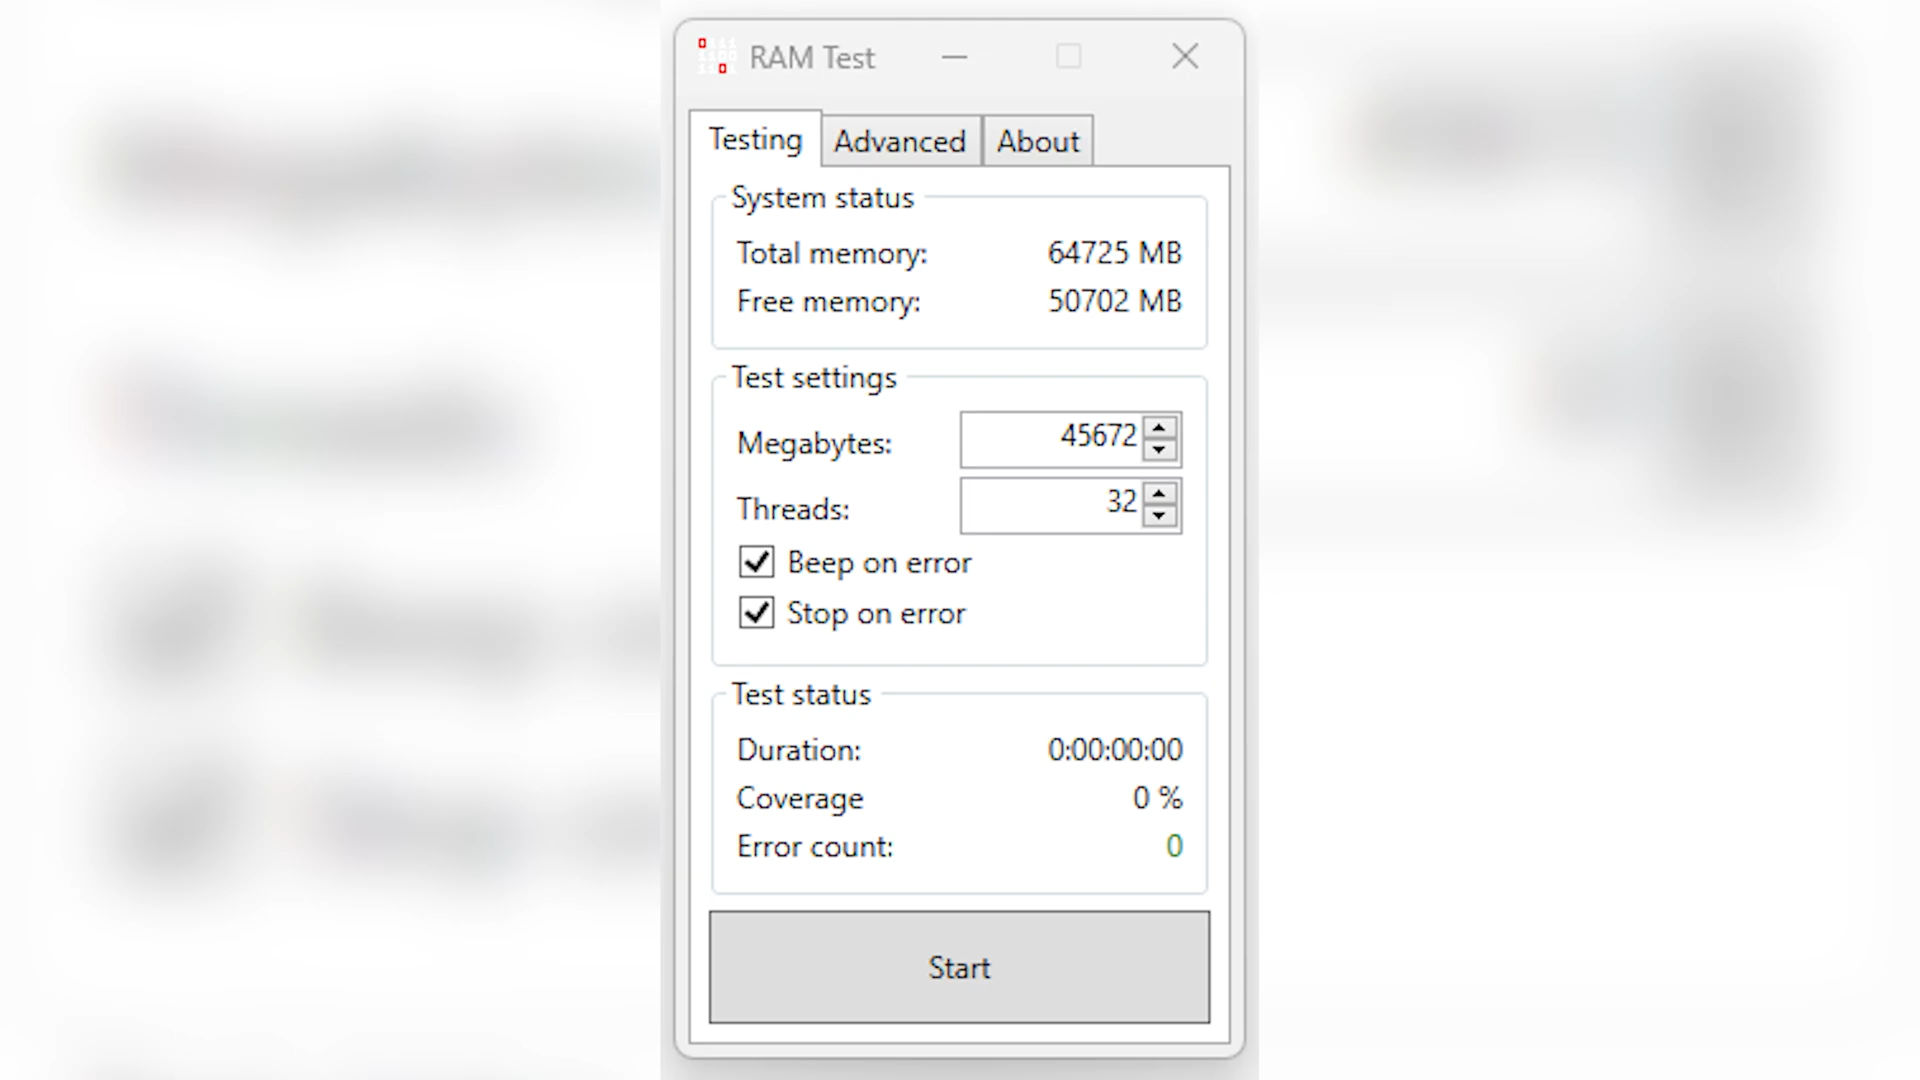 RAM Test
Testing Advanced About
System status
Total memory: 64725 MB
Free memory: 50702 MB
Test settings
Megabytes: 45672
Threads: 32
Beep on error
Stop on error
Test status
Duration: 0:00:00:00
Coverage 0 %
Error count: 0
Start